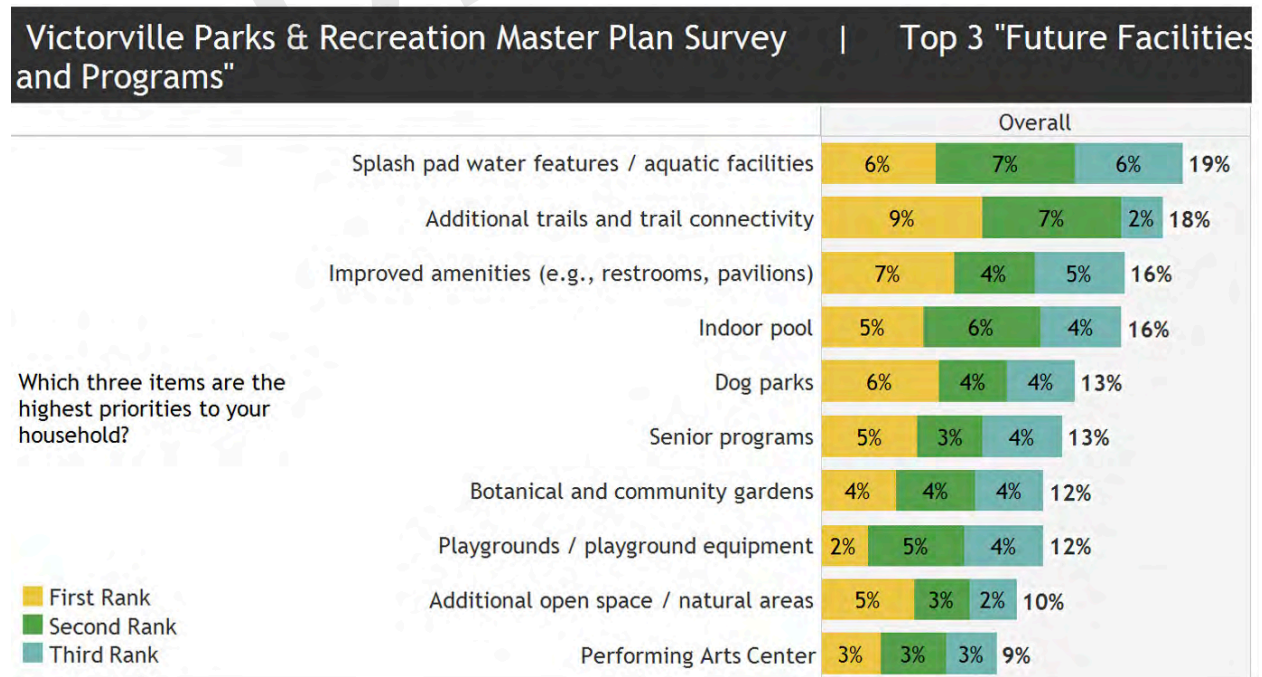 Victorville Parks & Recreation Master Plan Survey | Top 3 "Future Facilities
and Programs"
Overall
Splash pad water features / aquatic facilities 6% 7% 6% 19%
Additional trails and trail connectivity 9% 7% 2% 18%
Improved amenities (e.g., restrooms, pavilions) 7% 4% 5% 16%
Indoor pool 5% 6% 4% 16%
Dog parks 6% 4% 4% 13%
Senior programs 5% 3% 4% 13%
Botanical and community gardens 4% 4% 4% 12%
Playgrounds / playground equipment 2% 5% 4% 12%
Additional open space / natural areas 5% 3% 2% 10%
Performing Arts Center 3% 3% 3% 9%
Which three items are the
highest priorities to your
household?
First Rank
Second Rank
Third Rank